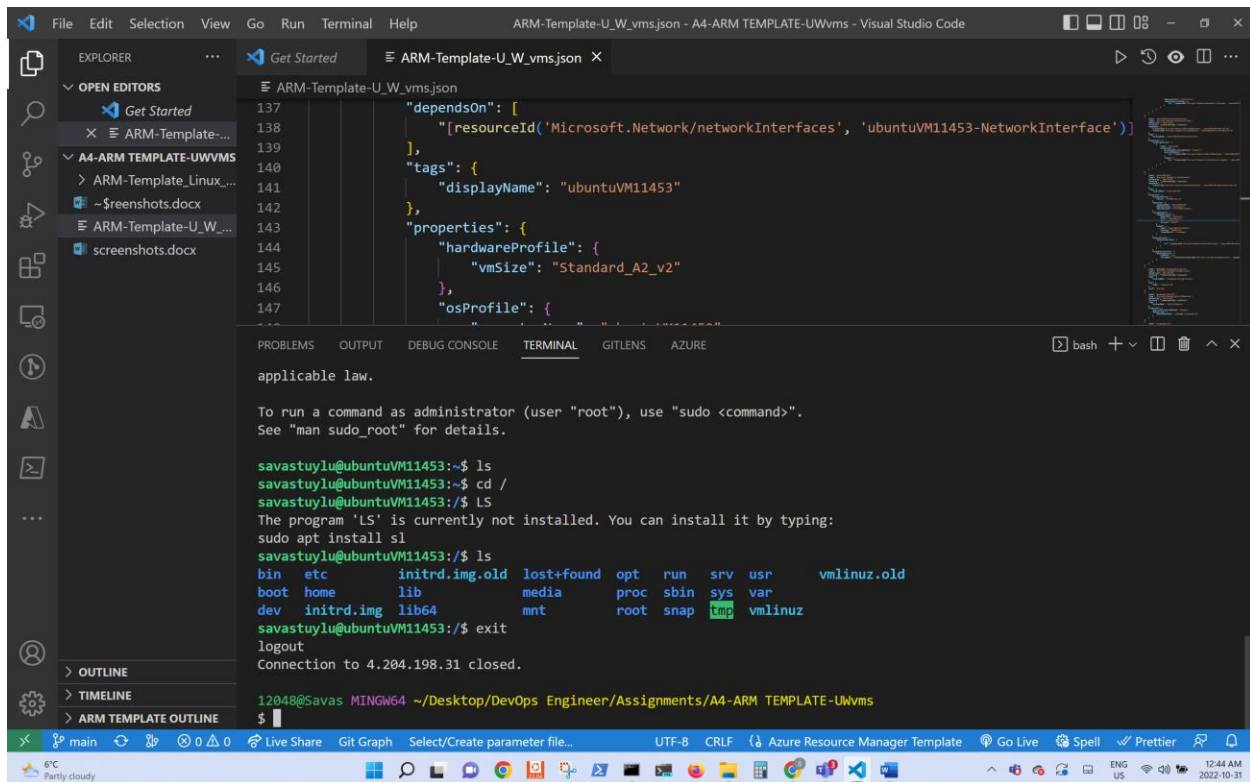 File Edit Selection View Go Run Terminal Help ARM-Template-U_W_vms.json - A4-ARM TEMPLATE-UWvms - Visual Studio Code
EXPLORER
Get Started
ARM-Template-U_W_vms.json
OPEN EDITORS
Get Started
ARM-Template-...
A4-ARM TEMPLATE-UWVMS
ARM-Template_Linux_...
~$reenshots.docx
ARM-Template-U_W_...
screenshots.docx
OUTLINE
TIMELINE
ARM TEMPLATE OUTLINE
ARM-Template-U_W_vms.json
137 "dependsOn": [
138 "[resourceId('Microsoft.Network/networkInterfaces', 'ubuntuVM11453-NetworkInterface')]
139 ],
140 "tags": {
141 "displayName": "ubuntuVM11453"
142 },
143 "properties": {
144 "hardwareProfile": {
145 "vmSize": "Standard_A2_v2"
146 },
147 "osProfile": {
PROBLEMS OUTPUT DEBUG CONSOLE TERMINAL GITLENS AZURE bash
applicable law.
To run a command as administrator (user "root"), use "sudo <command>".
See "man sudo_root" for details.
savastuylu@ubuntuVM11453:~$ ls
savastuylu@ubuntuVM11453:~$ cd /
savastuylu@ubuntuVM11453:/$ LS
The program 'LS' is currently not installed. You can install it by typing:
sudo apt install sl
savastuylu@ubuntuVM11453:/$ ls
bin etc initrd.img.old lost+found opt run srv usr vmlinuz.old
boot home lib media proc sbin sys var
dev initrd.img lib64 mnt root snap tmp vmlinuz
savastuylu@ubuntuVM11453:/$ exit
logout
Connection to 4.204.198.31 closed.
12048@Savas MINGW64 ~/Desktop/DevOps Engineer/Assignments/A4-ARM TEMPLATE-UWvms
$
main 0 0 Live Share Git Graph Select/Create parameter file... UTF-8 CRLF Azure Resource Manager Template Go Live Spell Prettier
6°C
Partly cloudy
ENG
US
12:44 AM